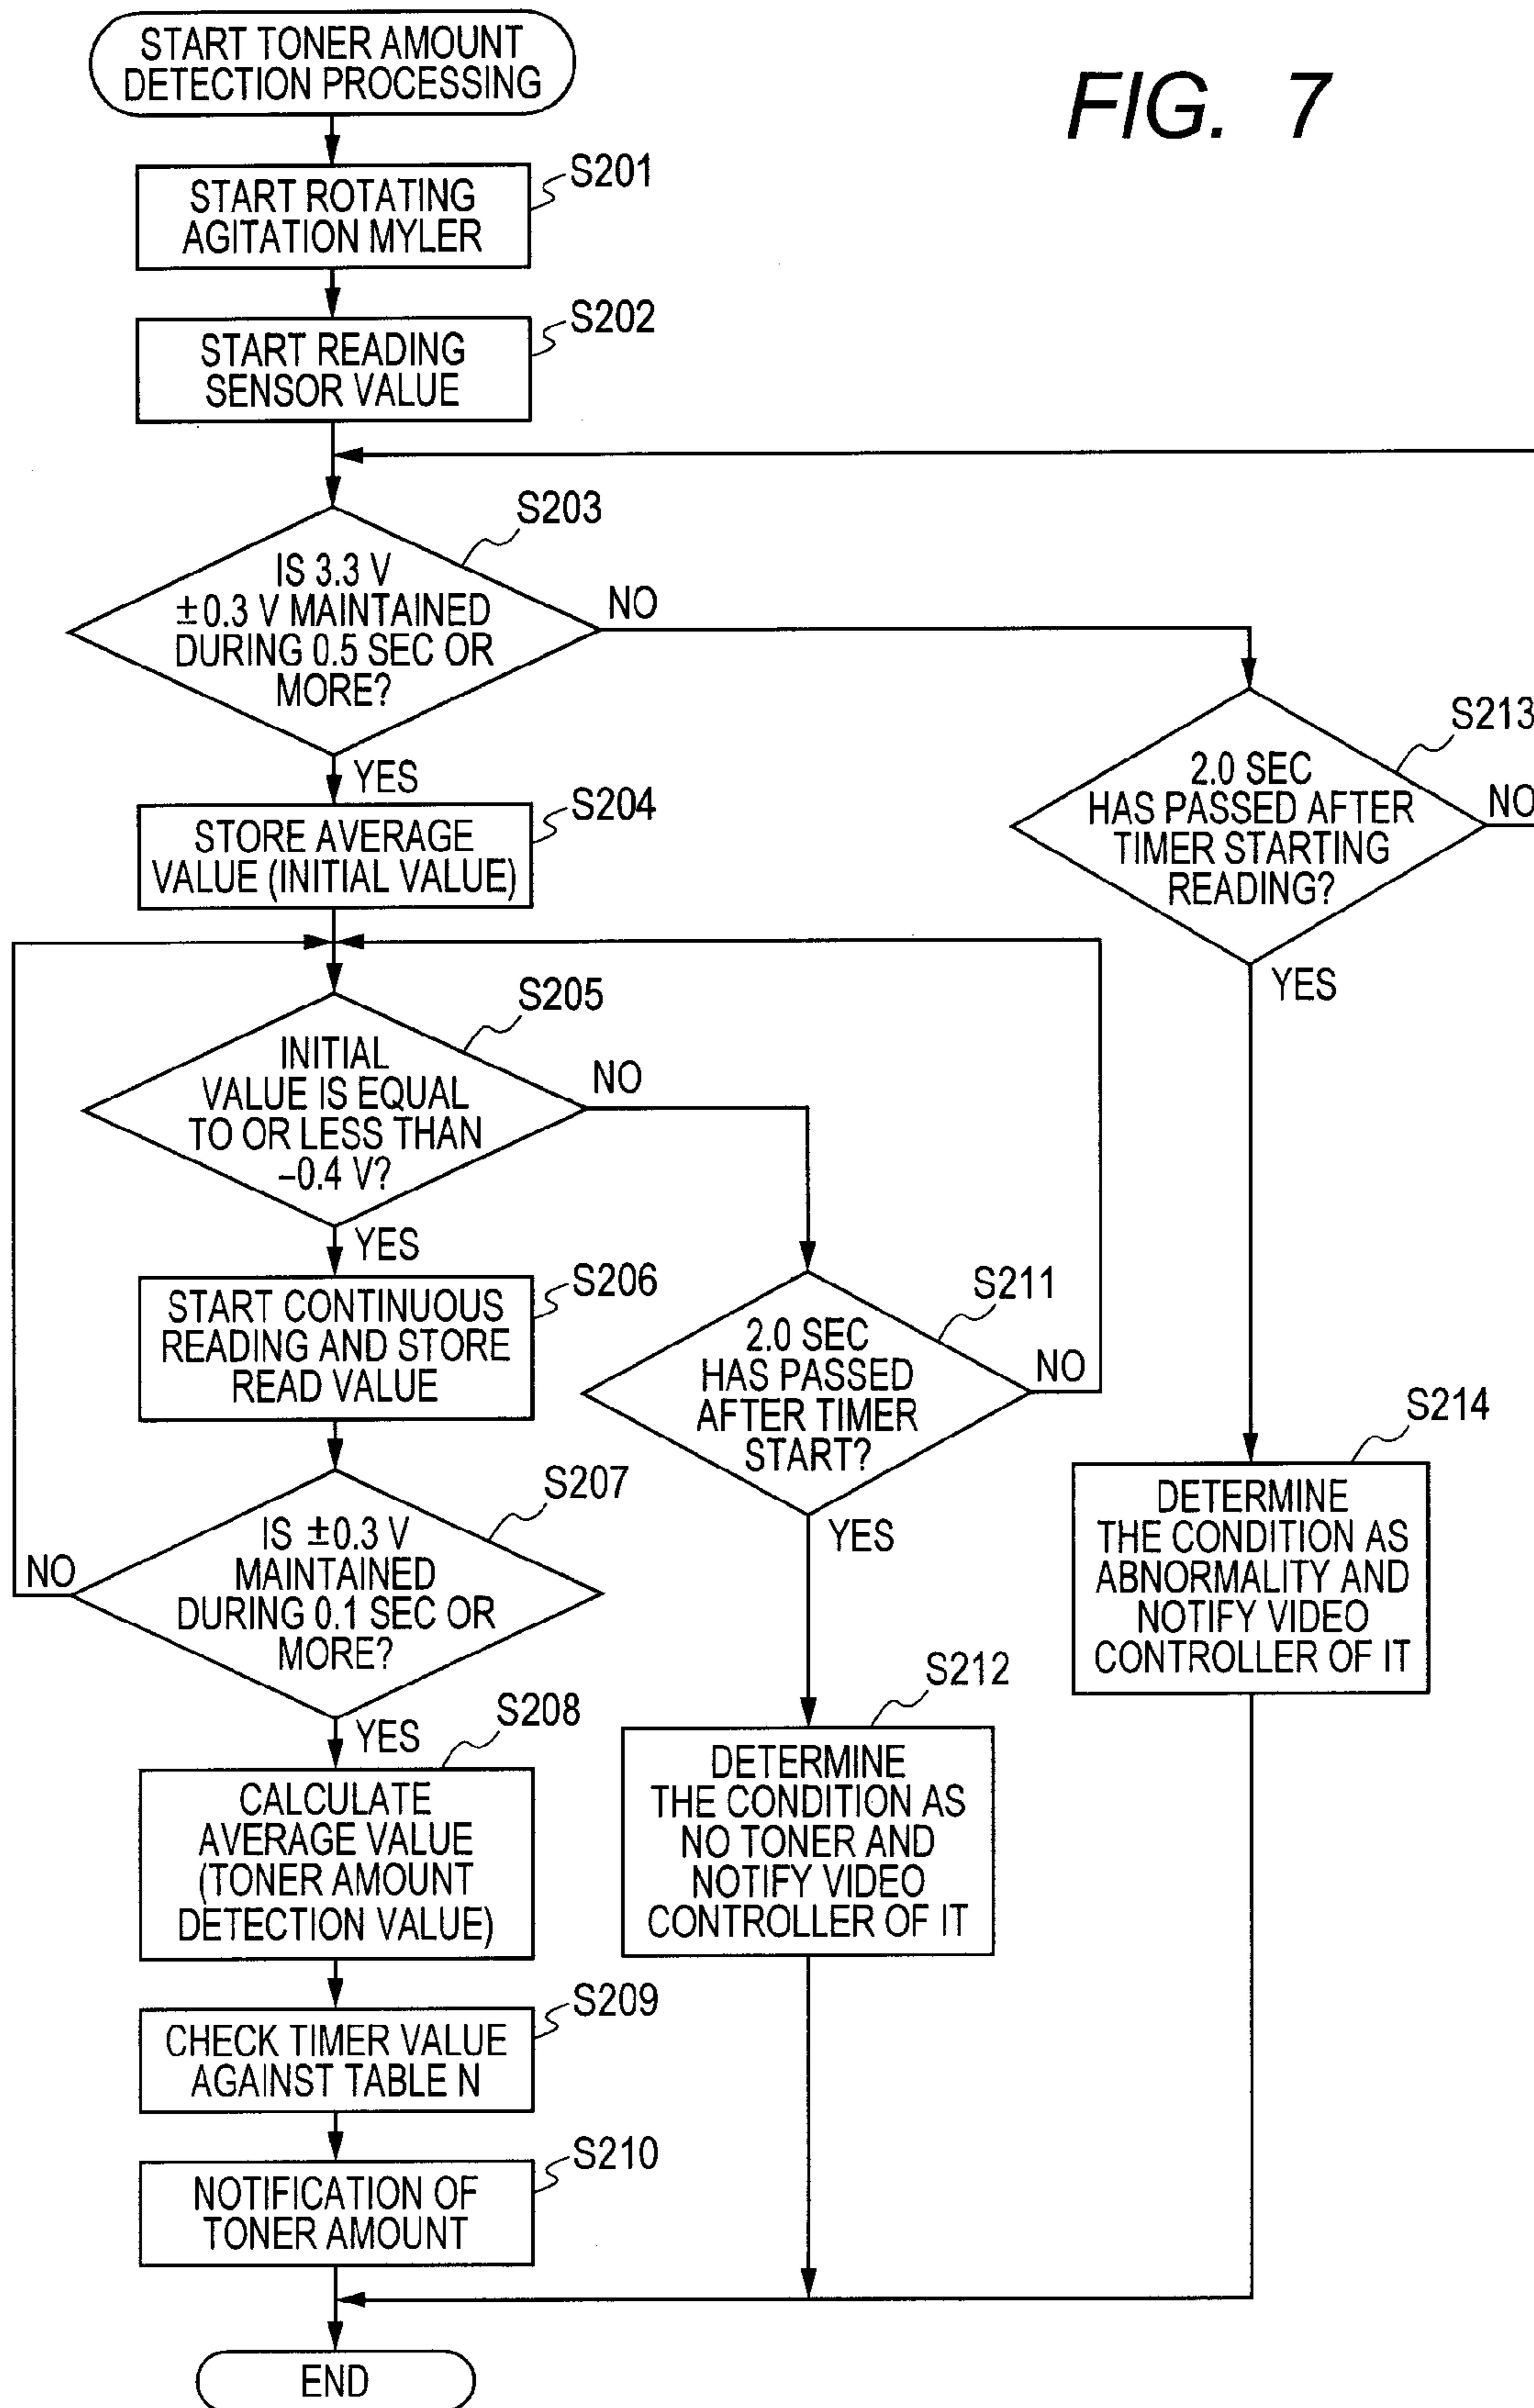 START TONER AMOUNT
DETECTION PROCESSING
FIG. 7
START ROTATING
AGITATION MYLER
S201
START READING
SENSOR VALUE
S202
S203
IS 3.3 V
±0.3 V MAINTAINED
DURING 0.5 SEC OR
MORE?
NO
YES
S213
2.0 SEC
HAS PASSED AFTER
TIMER STARTING
READING?
NO
YES
S204
STORE AVERAGE
VALUE (INITIAL VALUE)
S205
INITIAL
VALUE IS EQUAL
TO OR LESS THAN
–0.4 V?
NO
YES
S206
START CONTINUOUS
READING AND STORE
READ VALUE
S211
2.0 SEC
HAS PASSED
AFTER TIMER
START?
NO
YES
S214
DETERMINE
THE CONDITION AS
ABNORMALITY AND
NOTIFY VIDEO
CONTROLLER OF IT
S207
IS ±0.3 V
MAINTAINED
DURING 0.1 SEC OR
MORE?
NO
YES
S212
DETERMINE
THE CONDITION AS
NO TONER AND
NOTIFY VIDEO
CONTROLLER OF IT
S208
CALCULATE
AVERAGE VALUE
(TONER AMOUNT
DETECTION VALUE)
S209
CHECK TIMER VALUE
AGAINST TABLE N
S210
NOTIFICATION OF
TONER AMOUNT
END